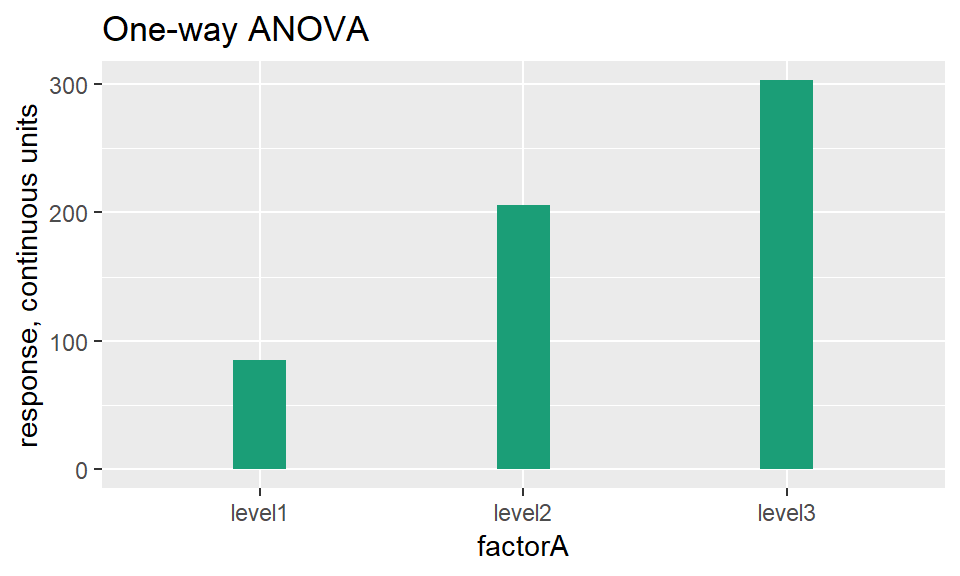 One-way ANOVA
response, continuous units
300
200
100
0
level1
level2
level3
factorA